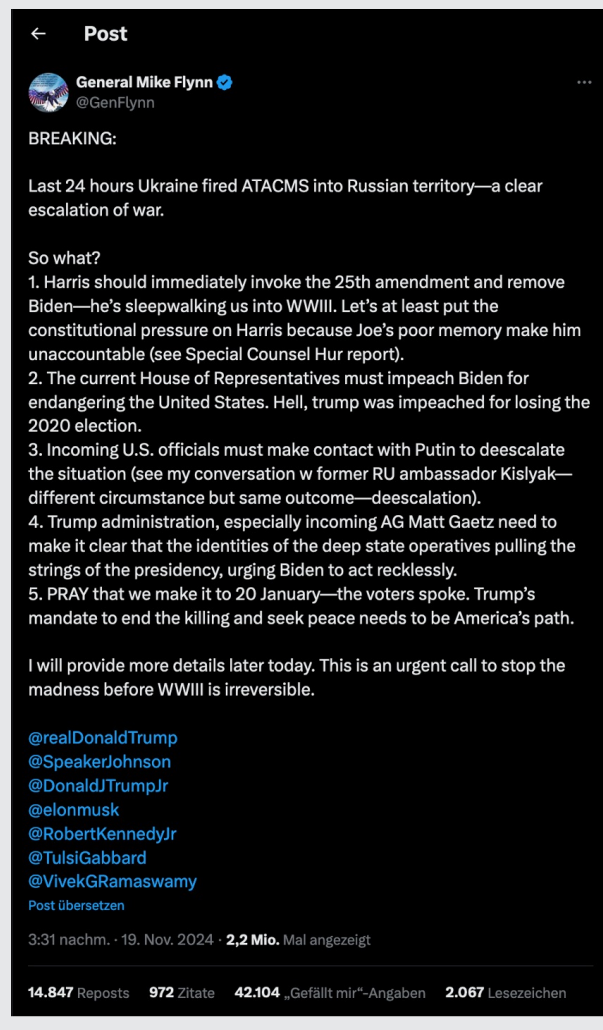 Post
General Mike Flynn
@GenFlynn
BREAKING:
Last 24 hours Ukraine fired ATACMS into Russian territory—a clear
escalation of war.
So what?
1. Harris should immediately invoke the 25th amendment and remove
Biden—he's sleepwalking us into WWIII. Let's at least put the
constitutional pressure on Harris because Joe's poor memory make him
unaccountable (see Special Counsel Hur report).
2. The current House of Representatives must impeach Biden for
endangering the United States. Hell, trump was impeached for losing the
2020 election.
3. Incoming U.S. officials must make contact with Putin to deescalate
the situation (see my conversation w former RU ambassador Kislyak—
different circumstance but same outcome—deescalation).
4. Trump administration, especially incoming AG Matt Gaetz need to
make it clear that the identities of the deep state operatives pulling the
strings of the presidency, urging Biden to act recklessly.
5. PRAY that we make it to 20 January—the voters spoke. Trump's
mandate to end the killing and seek peace needs to be America's path.
I will provide more details later today. This is an urgent call to stop the
madness before WWIII is irreversible.
@realDonaldTrump
@SpeakerJohnson
@DonaldJTrumpJr
@elonmusk
@RobertKennedyJr
@TulsiGabbard
@VivekGRamaswamy
Post übersetzen
3:31 nachm. · 19. Nov. 2024 · 2,2 Mio. Mal angezeigt
14.847 Reposts 972 Zitate 42.104 „Gefällt mir“-Angaben 2.067 Lesezeichen